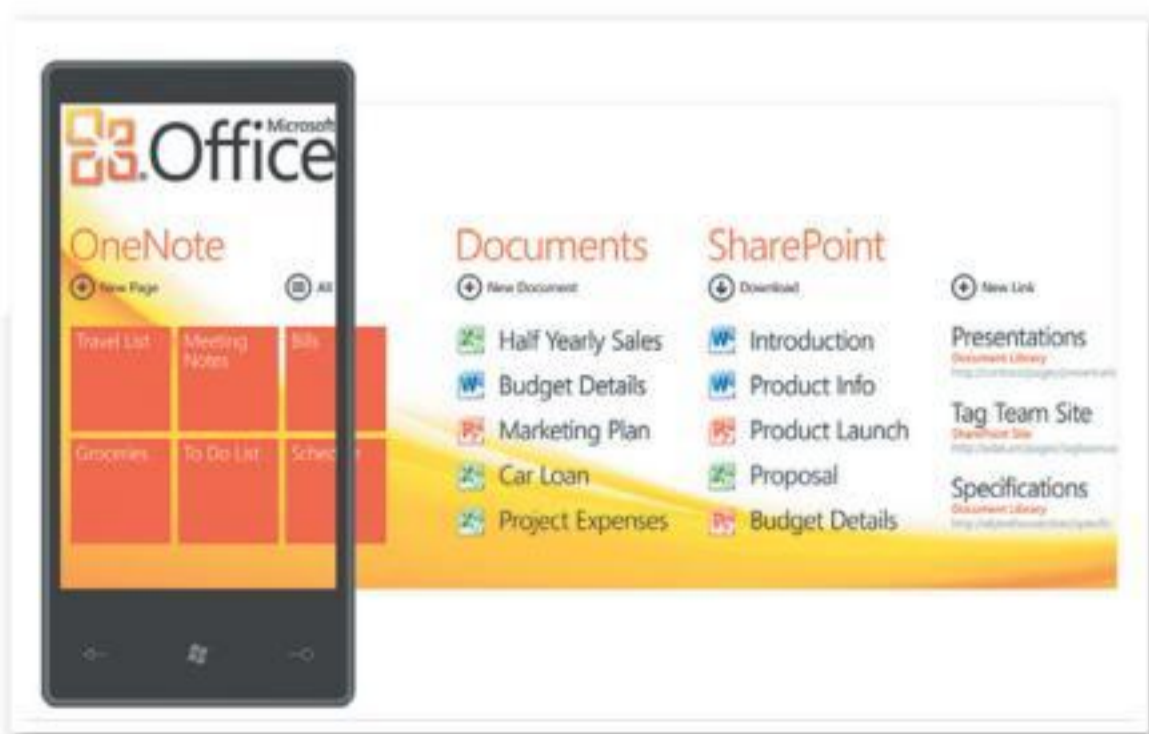 Microsoft
Office
OneNote
New Page
All
Travel List
Meeting
Notes
Bills
Groceries
To Do List
Schedule
Documents
New Document
Half Yearly Sales
Budget Details
Marketing Plan
Car Loan
Project Expenses
SharePoint
Download
Introduction
Product Info
Product Launch
Proposal
Budget Details
New Link
Presentations
Document Library
Tag Team Site
SharePoint Site
Specifications
Document Library